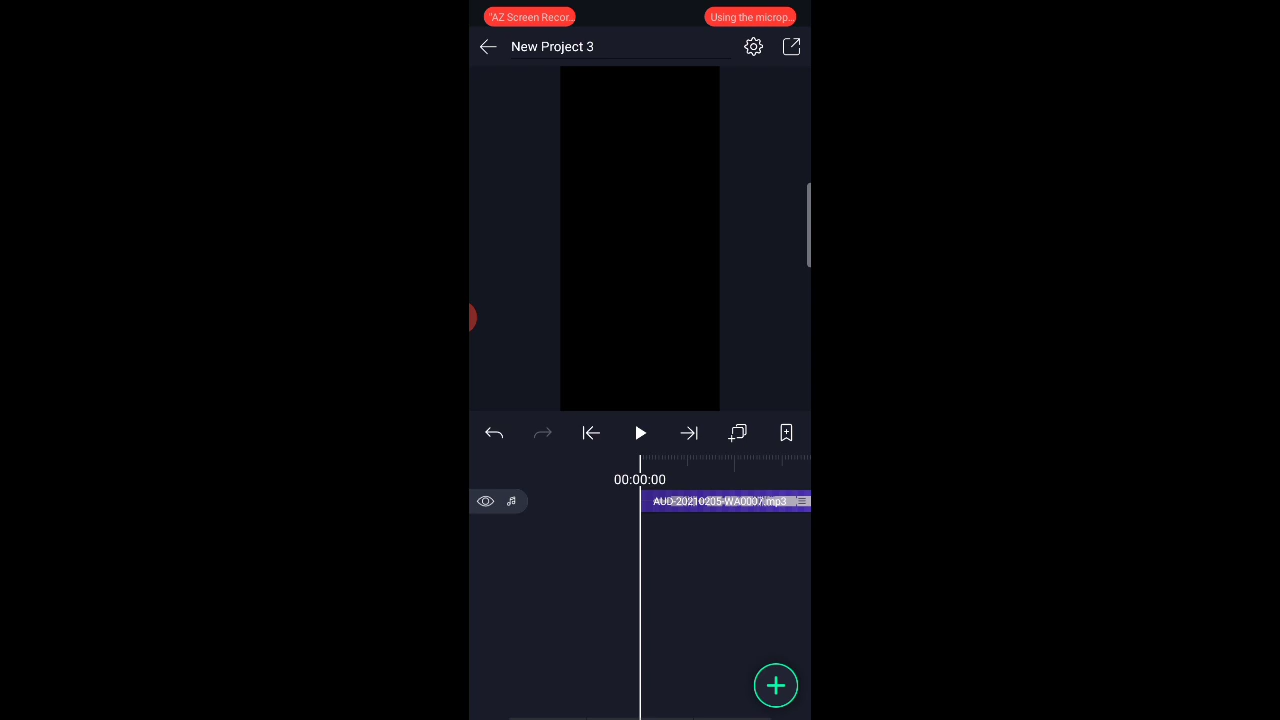 "AZ Screen Recor...
Using the microp...
New Project 3
00:00:00
AUD-20210205-WA0007.mp3